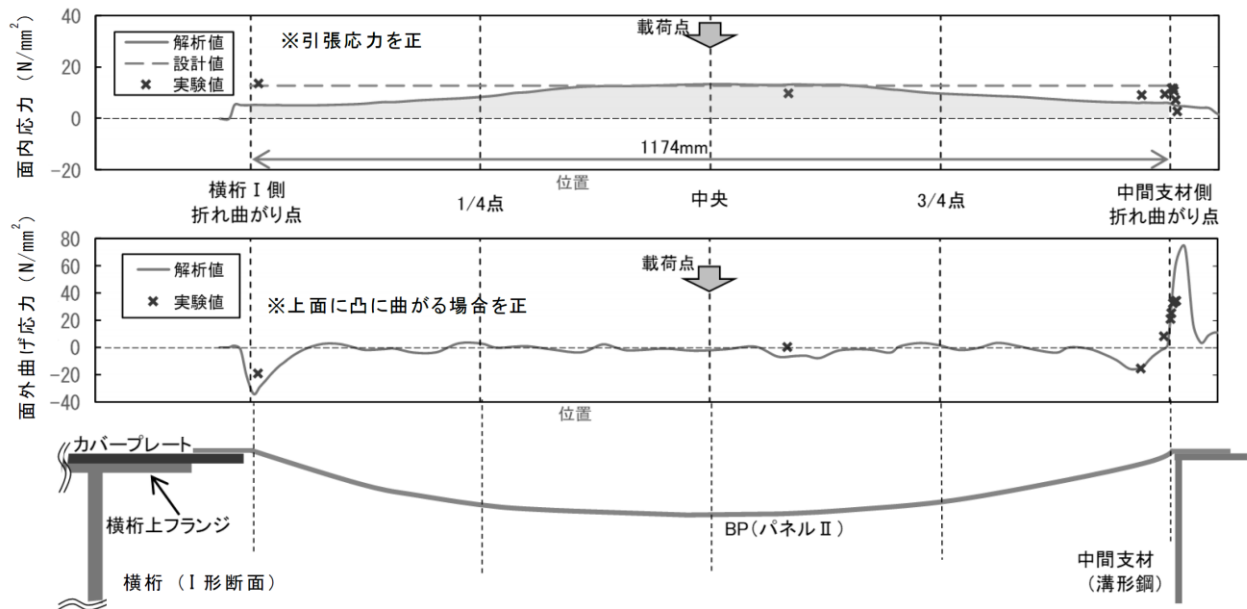 面内応力 (N/mm²)
40
20
0
-20
解析値
設計値
実験値
※引張応力を正
載荷点
1174mm
位置
横桁Ⅰ側
折れ曲がり点
1/4点
中央
3/4点
中間支材側
折れ曲がり点
面外曲げ応力 (N/mm²)
80
60
40
20
0
-20
-40
解析値
実験値
※上面に凸に曲がる場合を正
載荷点
位置
カバープレート
横桁上フランジ
BP(パネルⅡ)
横桁 (Ⅰ形断面)
中間支材
(溝形鋼)